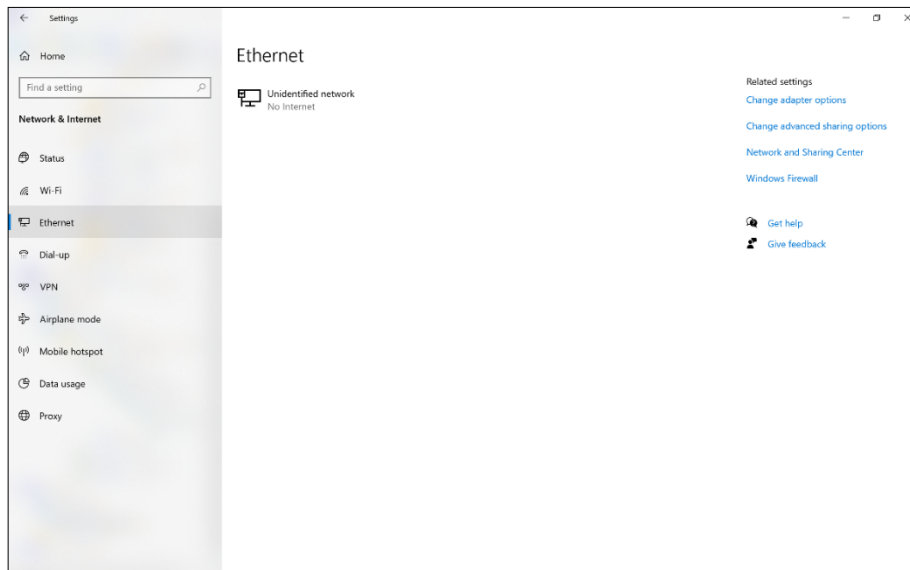 Settings
Home
Find a setting
Network & Internet
Status
Wi-Fi
Ethernet
Dial-up
VPN
Airplane mode
Mobile hotspot
Data usage
Proxy
Ethernet
Unidentified network
No Internet
Related settings
Change adapter options
Change advanced sharing options
Network and Sharing Center
Windows Firewall
Get help
Give feedback